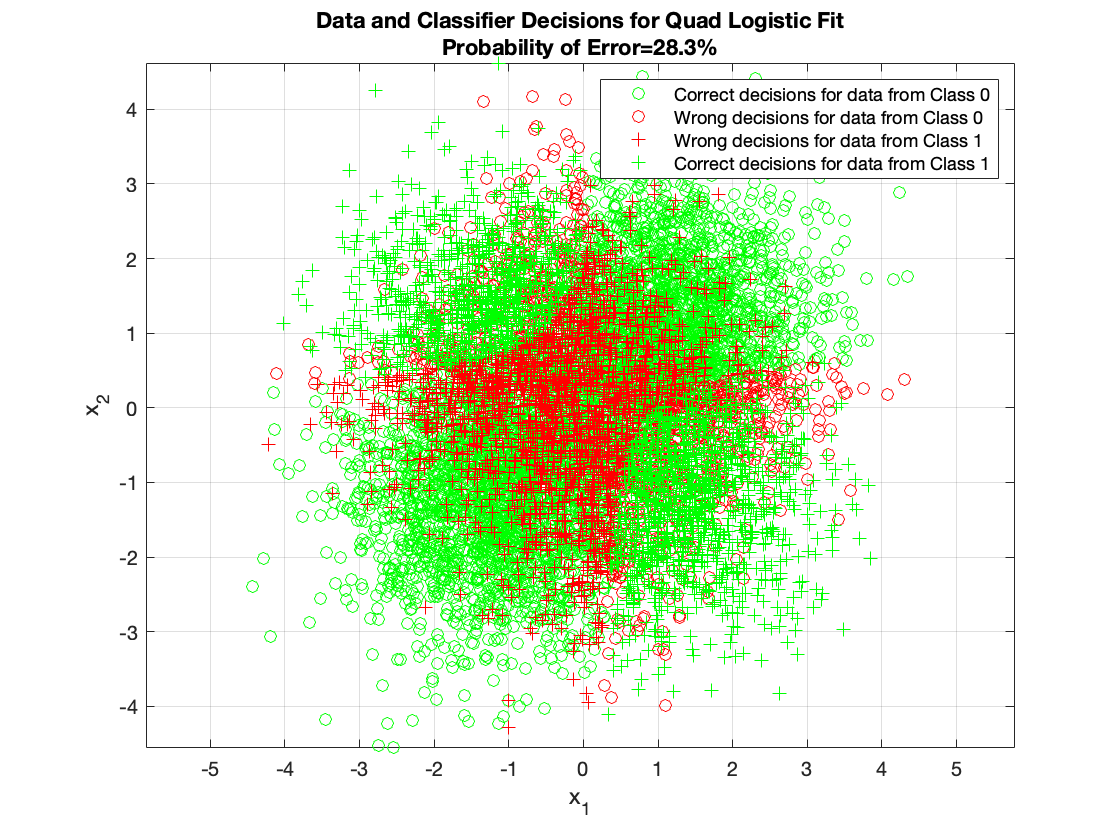 Data and Classifier Decisions for Quad Logistic Fit
Probability of Error=28.3%
Correct decisions for data from Class 0
Wrong decisions for data from Class 0
Wrong decisions for data from Class 1
Correct decisions for data from Class 1
4
3
2
1
0
-1
-2
-3
-4
x2
-5 -4 -3 -2 -1 0 1 2 3 4 5
x1